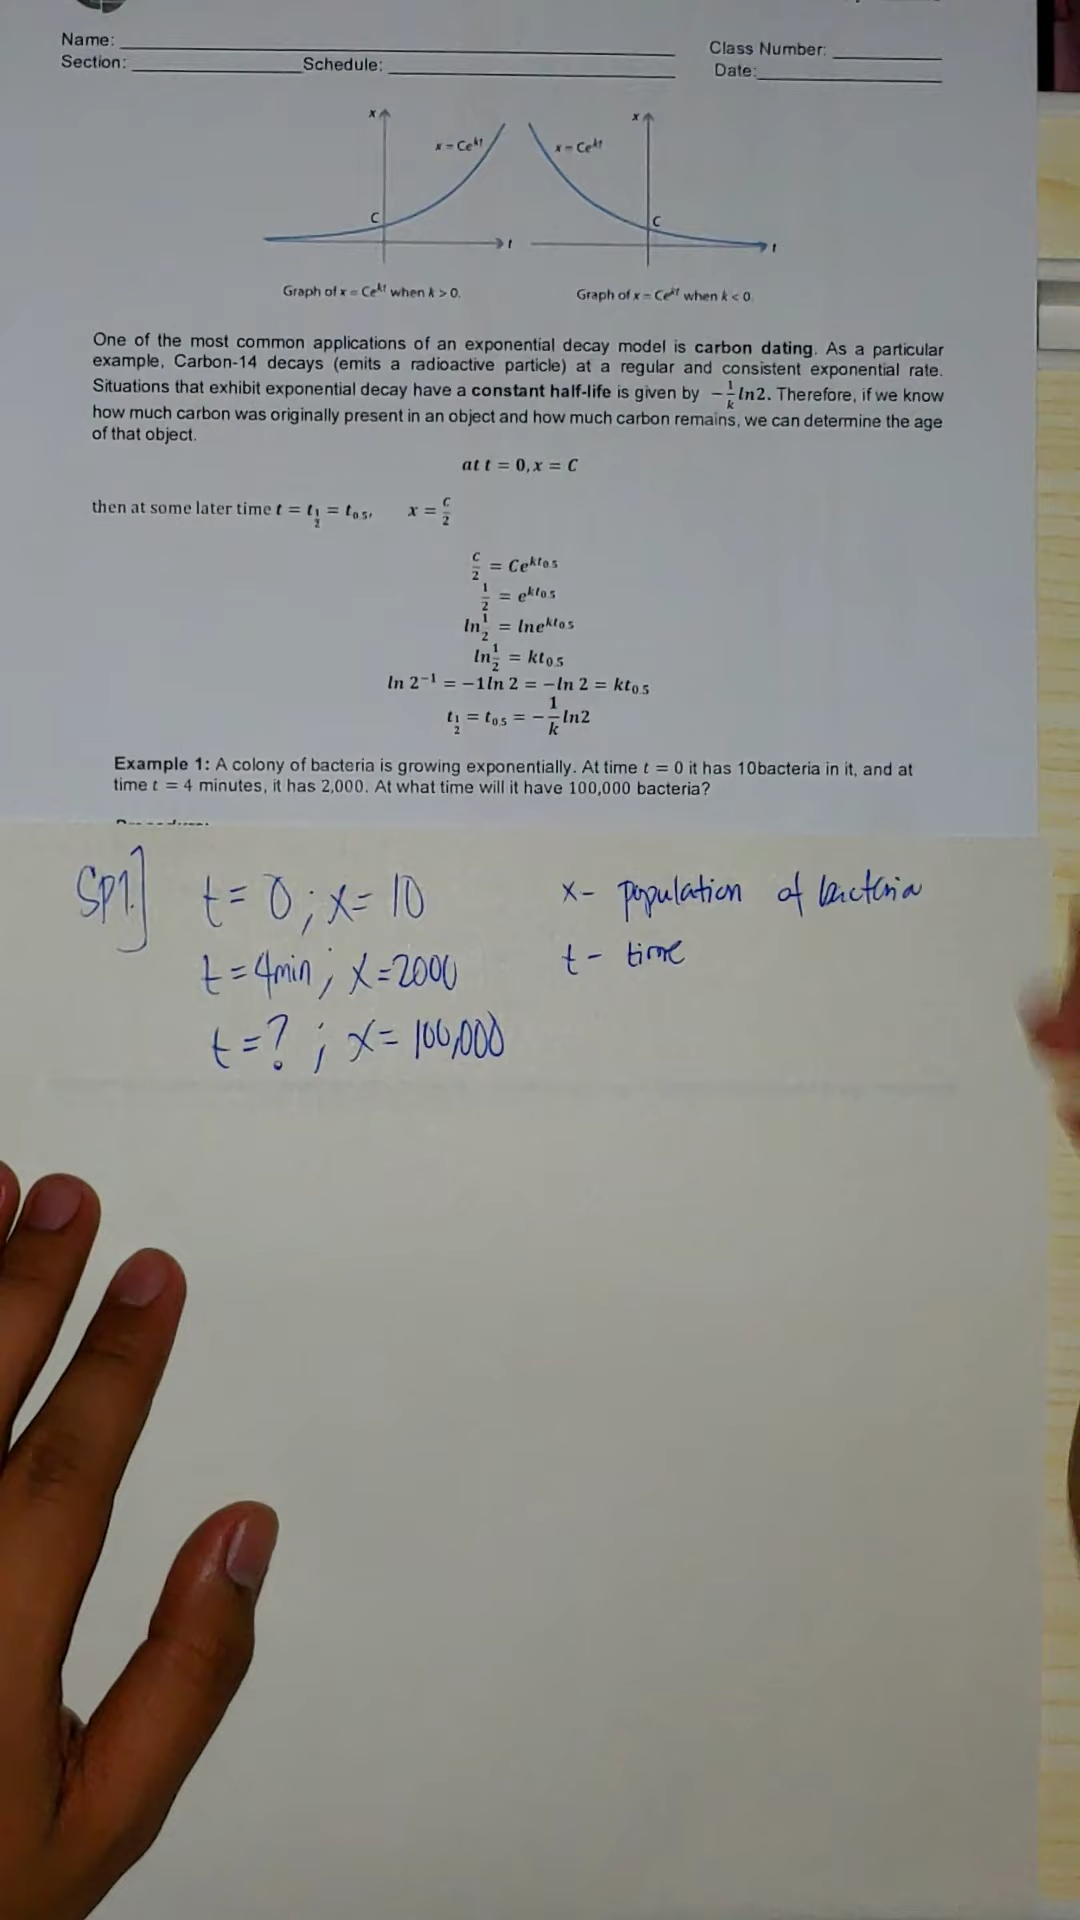 Name: Class Number:
Section: Schedule: Date:
x x
x = Ce^kt x = Ce^kt
C C
t t
Graph of x = Ce^kt when k > 0. Graph of x = Ce^kt when k < 0.
One of the most common applications of an exponential decay model is carbon dating. As a particular
example, Carbon-14 decays (emits a radioactive particle) at a regular and consistent exponential rate.
Situations that exhibit exponential decay have a constant half-life is given by −1/k ln2. Therefore, if we know
how much carbon was originally present in an object and how much carbon remains, we can determine the age
of that object.
at t = 0, x = C
then at some later time t = t_1/2 = t_0.5, x = C/2
C/2 = Ce^kt_0.5
1/2 = e^kt_0.5
ln 1/2 = lne^kt_0.5
ln 1/2 = kt_0.5
ln 2^−1 = −1ln 2 = −ln 2 = kt_0.5
t_1/2 = t_0.5 = −1/k ln2
Example 1: A colony of bacteria is growing exponentially. At time t = 0 it has 10bacteria in it, and at
time t = 4 minutes, it has 2,000. At what time will it have 100,000 bacteria?
SP1.] t = 0 ; x = 10 x - population of bacteria
t = 4min ; x = 2000 t - time
t = ? ; x = 100,000